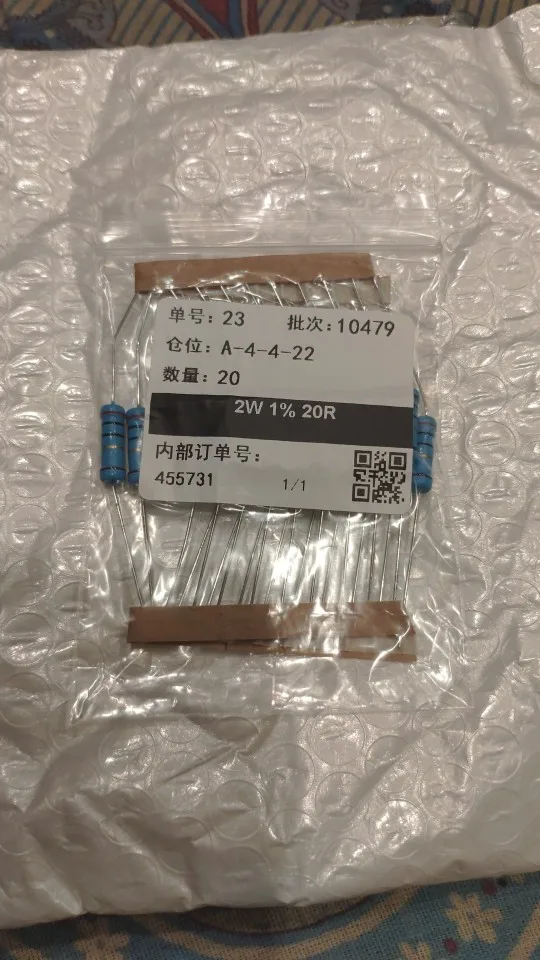 单号：23 批次：10479
仓位：A-4-4-22
数量：20
2W 1% 20R
内部订单号：
455731 1/1